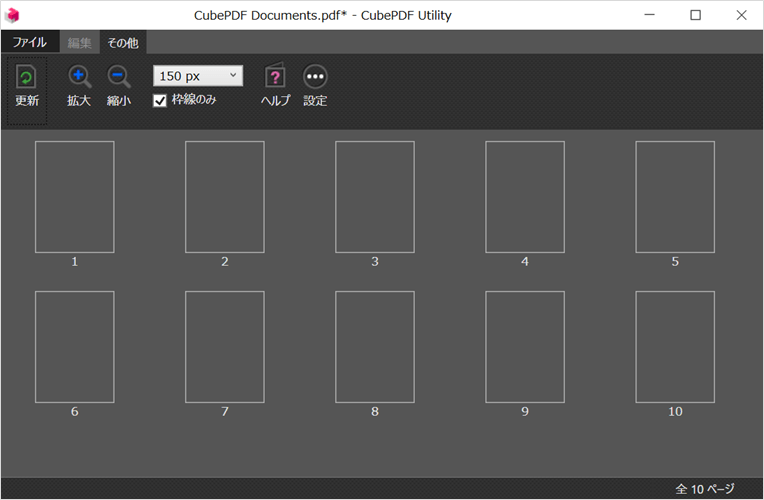 CubePDF Documents.pdf* - CubePDF Utility
ファイル 編集 その他
更新 拡大 縮小 150 px ヘルプ 設定
枠線のみ
1 2 3 4 5
6 7 8 9 10
全 10 ページ